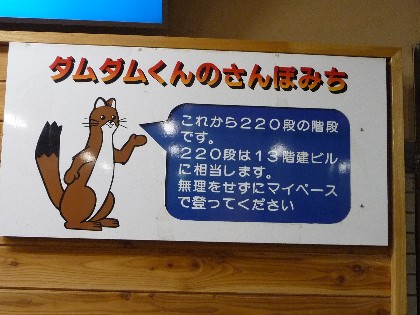 ダムダムくんのさんぽみち
これから220段の階段
です。
220段は13階建ビル
に相当します。
無理をせずにマイペース
で登ってください